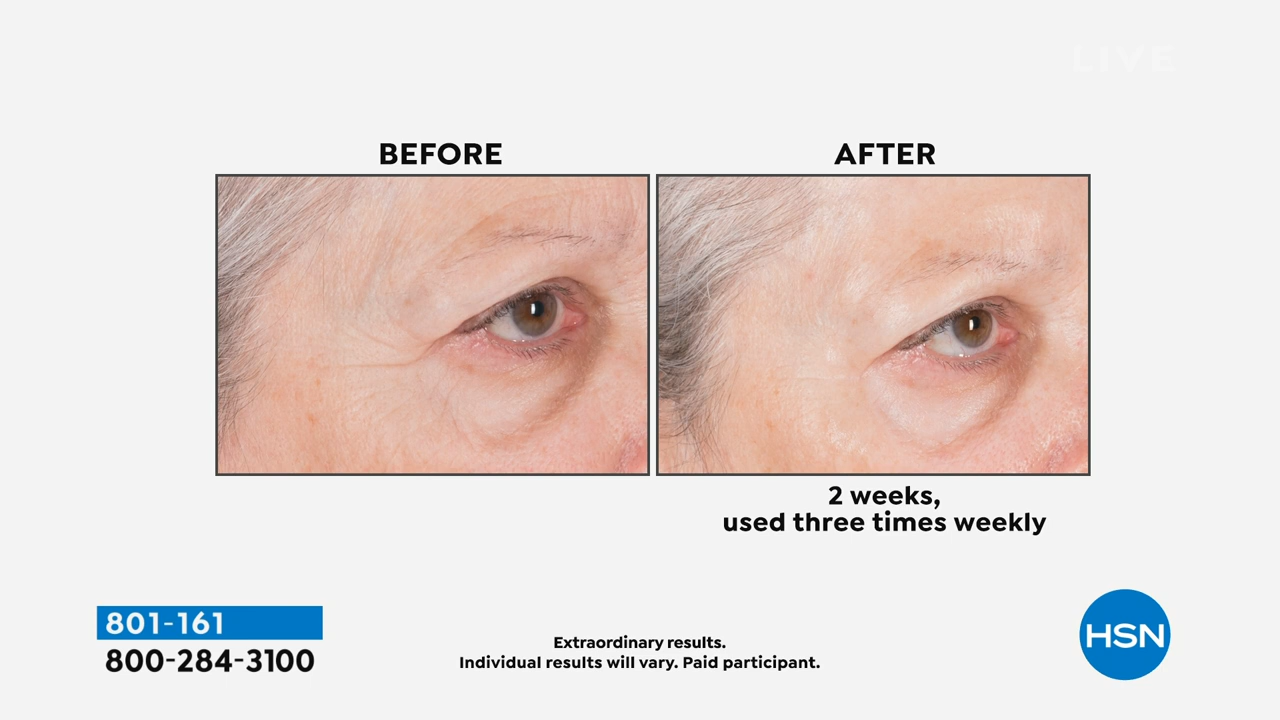 LIVE
BEFORE
AFTER
2 weeks,
used three times weekly
801-161
800-284-3100
Extraordinary results.
Individual results will vary. Paid participant.
HSN